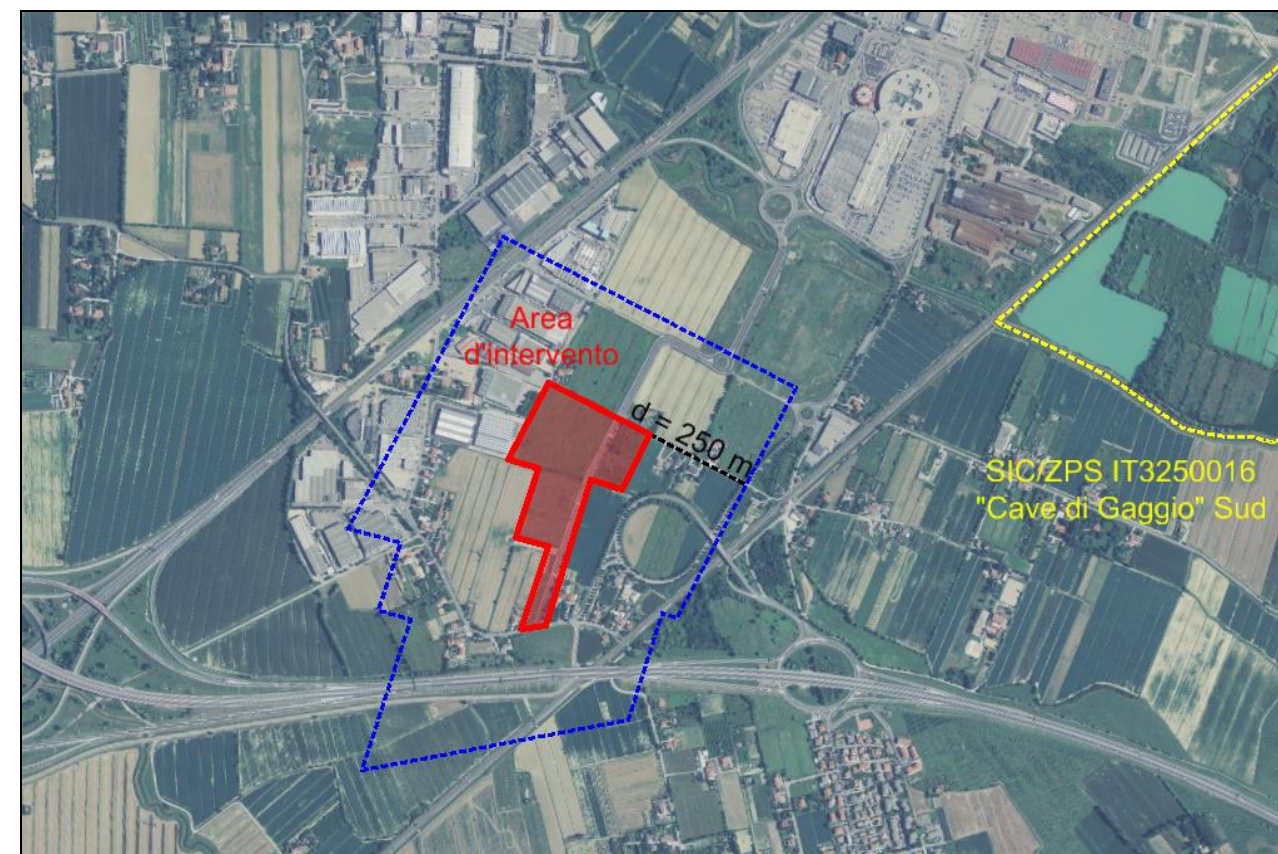 Area
d'intervento
d = 250 m
SIC/ZPS IT3250016
"Cave di Gaggio" Sud